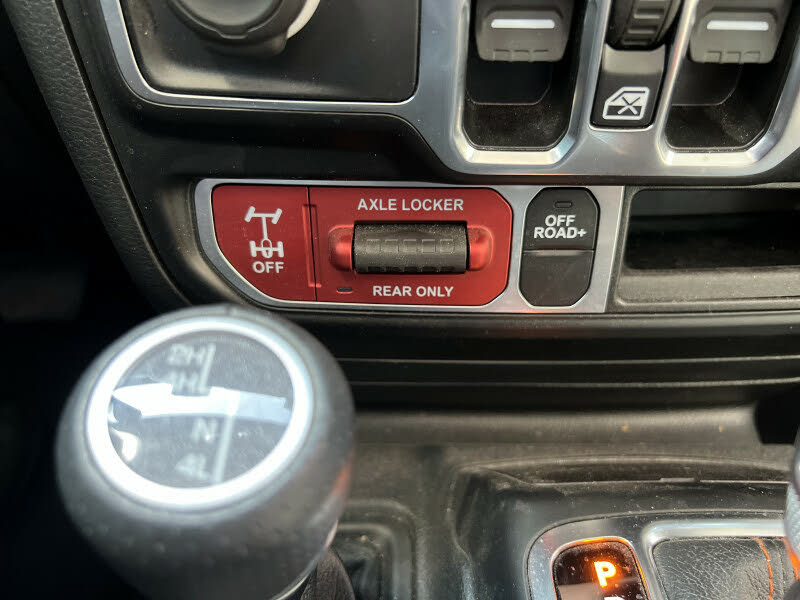 AXLE LOCKER
OFF
REAR ONLY
OFF
ROAD+
2H
4H
N
4L
P